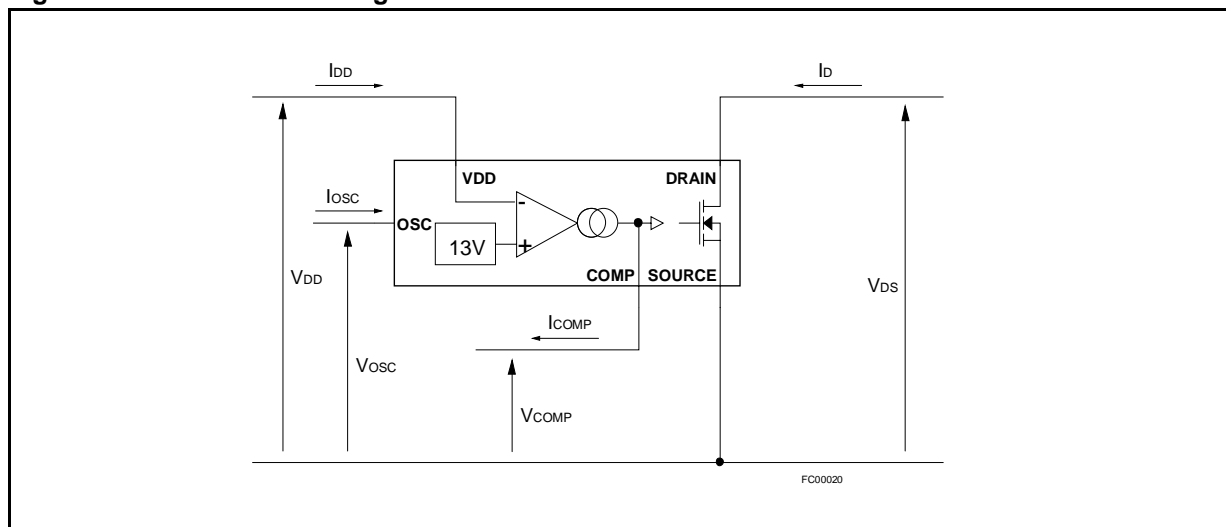 IDD
ID
VDD
DRAIN
IOSC
OSC
-
13V
+
COMP SOURCE
VDD
VDS
ICOMP
VOSC
VCOMP
FC00020